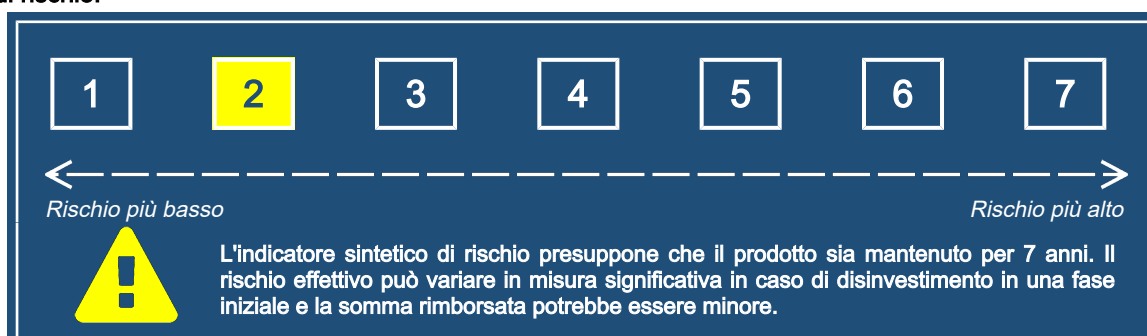 di rischio.
1 2 3 4 5 6 7
Rischio più basso Rischio più alto
L'indicatore sintetico di rischio presuppone che il prodotto sia mantenuto per 7 anni. Il
rischio effettivo può variare in misura significativa in caso di disinvestimento in una fase
iniziale e la somma rimborsata potrebbe essere minore.